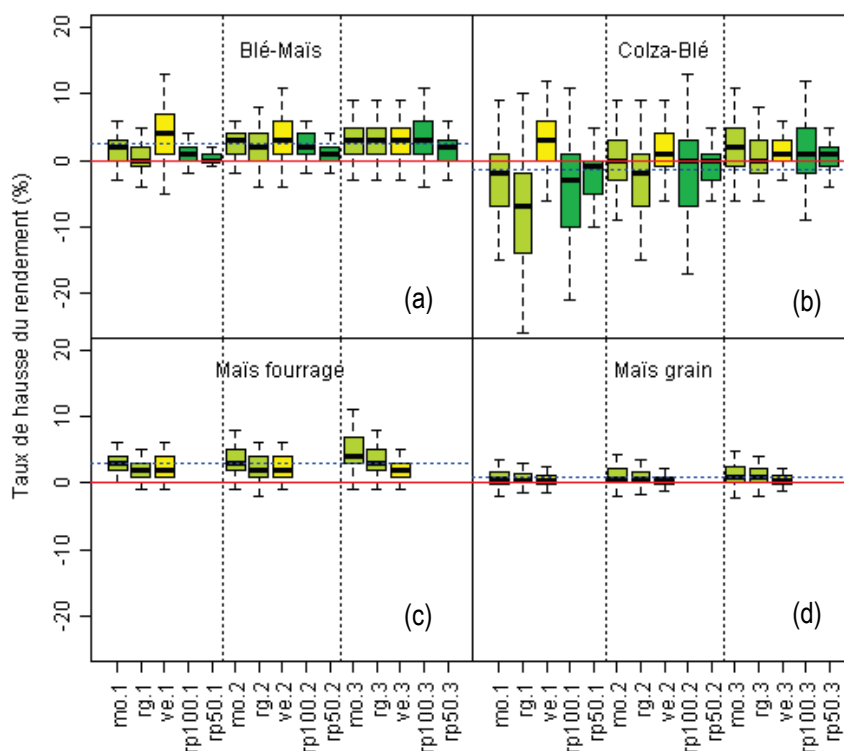 Taux de hausse du rendement (%)
20
10
0
-10
-20
Blé-Maïs
(a)
Colza-Blé
(b)
20
10
0
-10
-20
Maïs fourrage
(c)
Maïs grain
(d)
mo.1
rg.1
ve.1
rp100.1
rp50.1
mo.2
rg.2
ve.2
rp100.2
rp50.2
mo.3
rg.3
ve.3
rp100.3
rp50.3
mo.1
rg.1
ve.1
rp100.1
rp50.1
mo.2
rg.2
ve.2
rp100.2
rp50.2
mo.3
rg.3
ve.3
rp100.3
rp50.3